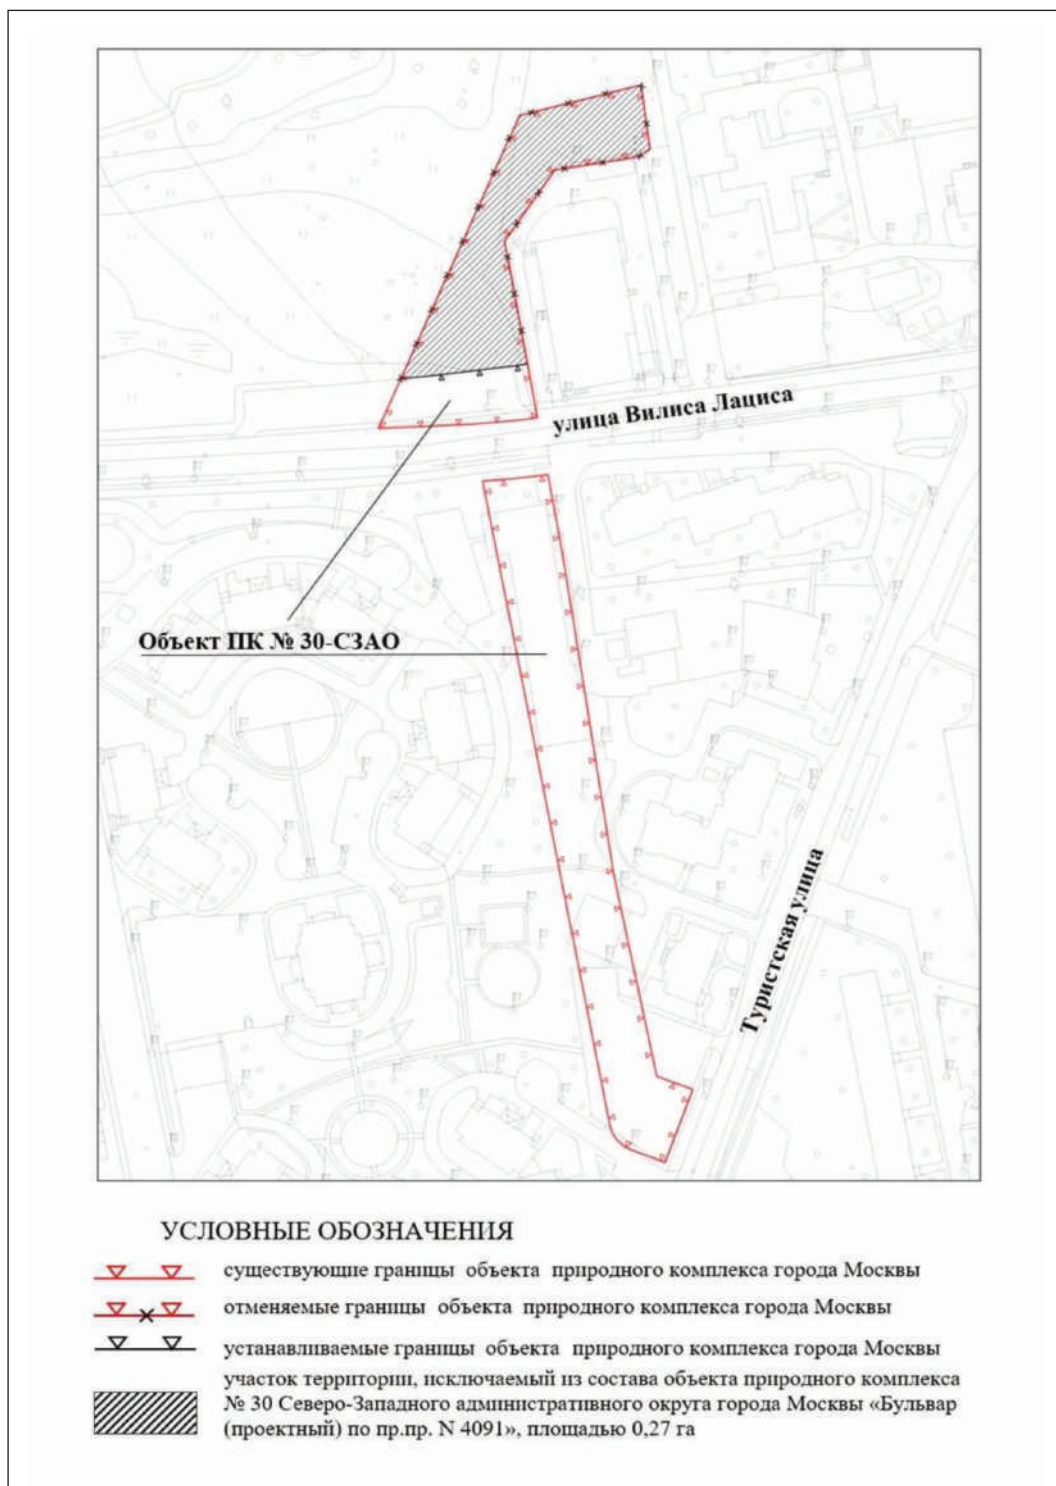 улица Вилиса Лациса
Объект ПК № 30-СЗАО
Туристская улица
УСЛОВНЫЕ ОБОЗНАЧЕНИЯ
существующие границы объекта природного комплекса города Москвы
отменяемые границы объекта природного комплекса города Москвы
устанавливаемые границы объекта природного комплекса города Москвы
участок территории, исключаемый из состава объекта природного комплекса
№ 30 Северо-Западного административного округа города Москвы «Бульвар
(проектный) по пр.пр. N 4091», площадью 0,27 га